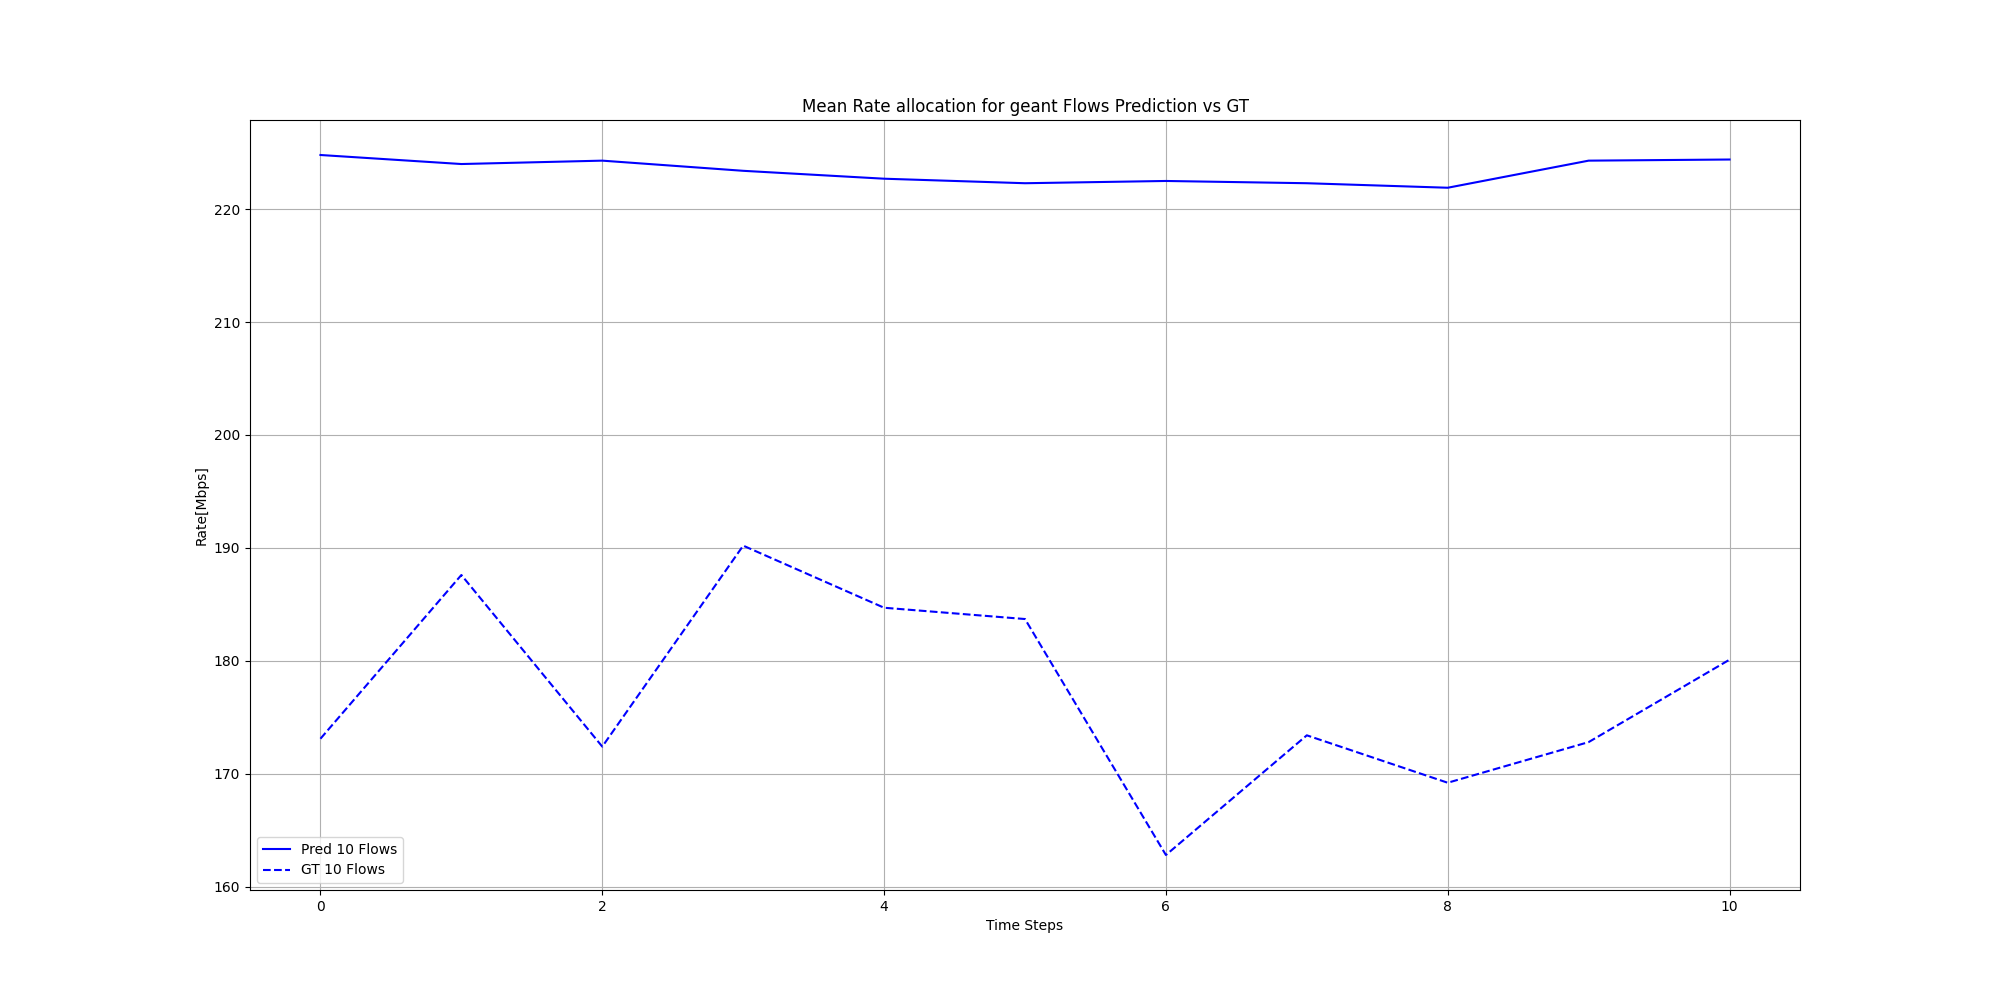 Mean Rate allocation for geant Flows Prediction vs GT
220
210
200
190
180
170
160
Rate[Mbps]
Pred 10 Flows
GT 10 Flows
0 2 4 6 8 10
Time Steps